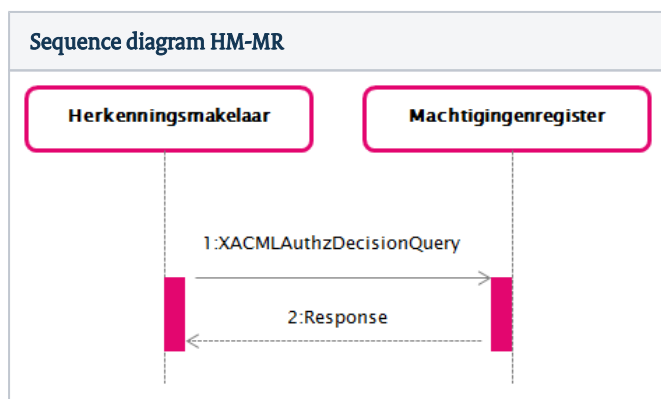 Sequence diagram HM-MR
Herkenningsmakelaar
Machtigingenregister
1:XACMLAuthzDecisionQuery
2:Response